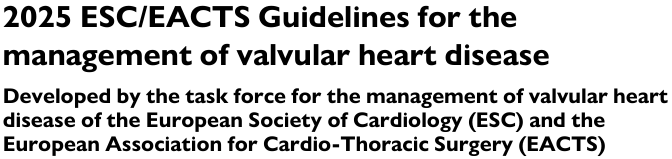 2025 ESC/EACTS Guidelines for the
management of valvular heart disease
Developed by the task force for the management of valvular heart
disease of the European Society of Cardiology (ESC) and the
European Association for Cardio-Thoracic Surgery (EACTS)